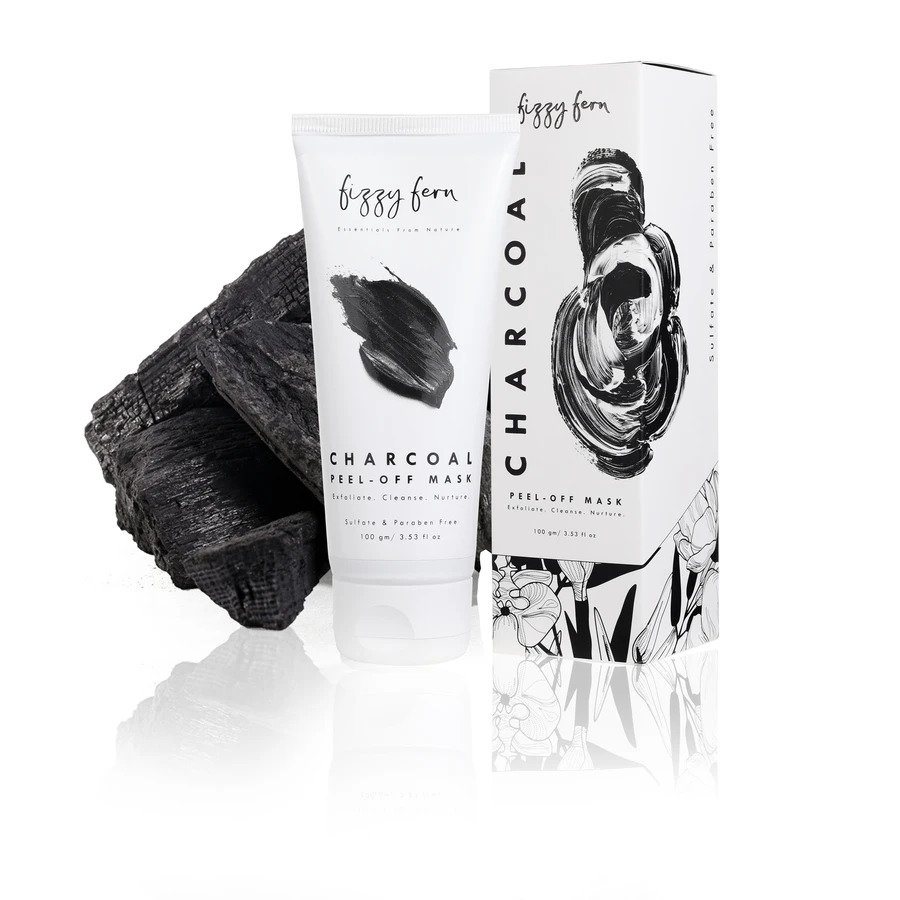 fizzy fern
Essentials From Nature
CHARCOAL
PEEL-OFF MASK
Exfoliate. Cleanse. Nurture.
Sulfate & Paraben Free
100 gm/ 3.53 fl oz
fizzy fern
CHARCOAL
PEEL-OFF MASK
Exfoliate. Cleanse. Nurture.
100 gm/ 3.53 fl oz
Sulfate & Paraben Free